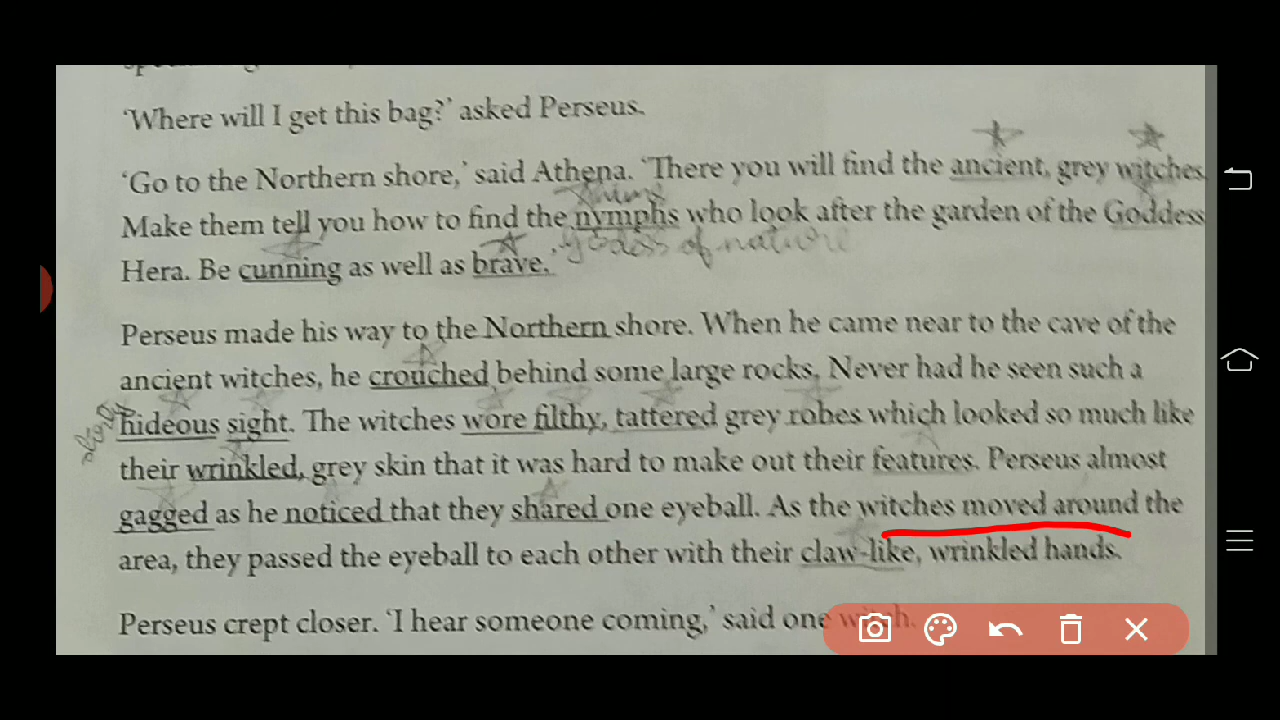 'Where will I get this bag?' asked Perseus.
'Go to the Northern shore,' said Athena. 'There you will find the ancient, grey witches.
Make them tell you how to find the nymphs who look after the garden of the Goddess
godess of nature
Hera. Be cunning as well as brave.'
Perseus made his way to the Northern shore. When he came near to the cave of the
ancient witches, he crouched behind some large rocks. Never had he seen such a
hideous sight. The witches wore filthy, tattered grey robes which looked so much like
their wrinkled, grey skin that it was hard to make out their features. Perseus almost
gagged as he noticed that they shared one eyeball. As the witches moved around the
area, they passed the eyeball to each other with their claw-like, wrinkled hands.
Perseus crept closer. 'I hear someone coming,' said one witch.